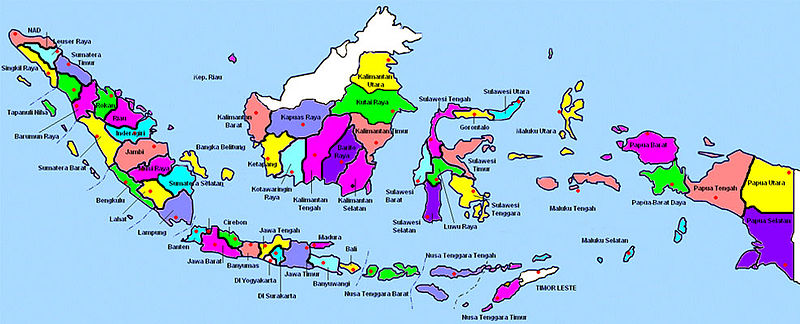 NAD
Leuser Raya
Sumatera
Timur
Singkil Raya
Kep. Riau
Tapanuli Niha
Rokan
Riau
Barumun Raya
Inderagiri
Jambi
Sumatera Barat
Musi Raya
Sumatera Selatan
Bangka Belitung
Bengkulu
Lahat
Lampung
Kalimantan
Utara
Kutai Raya
Kalimantan
Barat
Kapuas Raya
Kalimantan Timur
Barito
Raya
Ketapang
Kotawaringin
Raya
Kalimantan
Tengah
Kalimantan
Selatan
Sulawesi Tengah
Sulawesi Utara
Gorontalo
Sulawesi
Timur
Sulawesi
Barat
Sulawesi
Tenggara
Sulawesi
Selatan
Luwu Raya
Maluku Utara
Maluku Tengah
Maluku Selatan
Papua Barat
Papua-Barat Daya
Papua Tengah
Papua Utara
Papua Selatan
Banten
Cirebon
Jawa Barat
Banyumas
Jawa Tengah
DI Yogyakarta
DI Surakarta
Madura
Jawa Timur
Banyuwangi
Bali
Nusa Tenggara Barat
Nusa Tenggara Tengah
TIMOR LESTE
Nusa Tenggara Timur